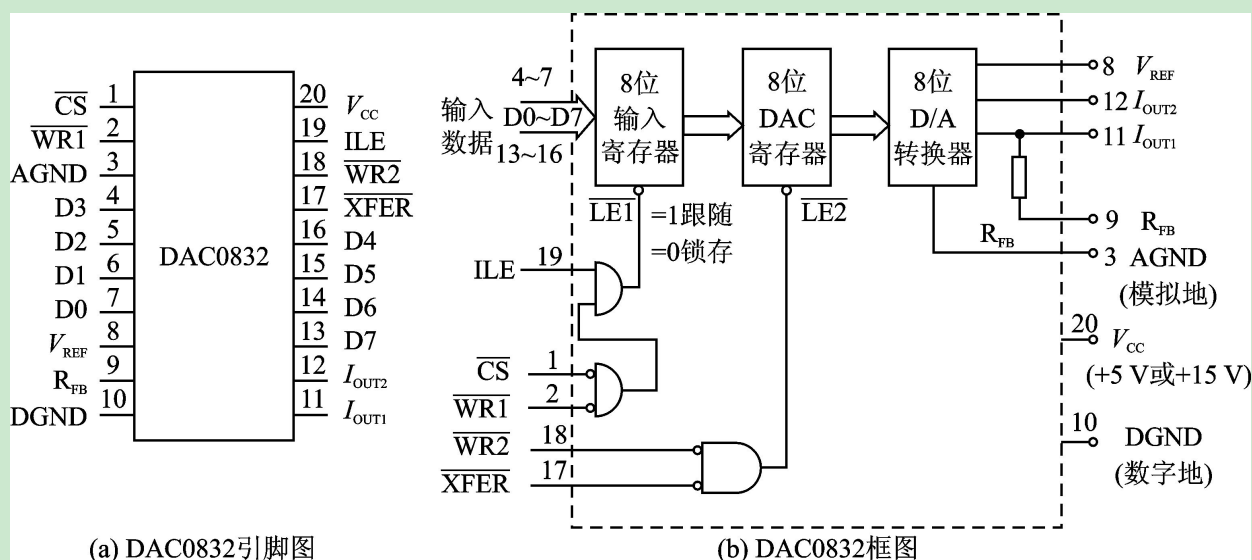 CS 1
WR1 2
AGND 3
D3 4
D2 5
D1 6
D0 7
VREF 8
RFB 9
DGND 10
DAC0832
20 VCC
19 ILE
18 WR2
17 XFER
16 D4
15 D5
14 D6
13 D7
12 IOUT2
11 IOUT1
(a) DAC0832引脚图
输入
数据
4~7
D0~D7
13~16
8位
输入
寄存器
8位
DAC
寄存器
8位
D/A
转换器
LE1
=1跟随
=0锁存
LE2
ILE 19
CS 1
WR1 2
WR2 18
XFER 17
RFB
8 VREF
12 IOUT2
11 IOUT1
9 RFB
3 AGND
(模拟地)
20 VCC
(+5 V或+15 V)
10 DGND
(数字地)
(b) DAC0832框图